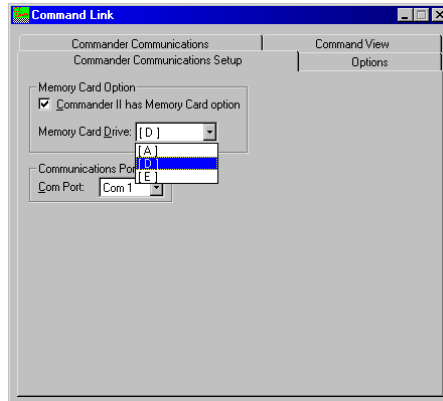 Command Link
Commander Communications
Command View
Commander Communications Setup
Options
Memory Card Option
Commander II has Memory Card option
Memory Card Drive: [ D ]
[ A ]
[ D ]
[ E ]
Communications Po
Com Port: Com 1